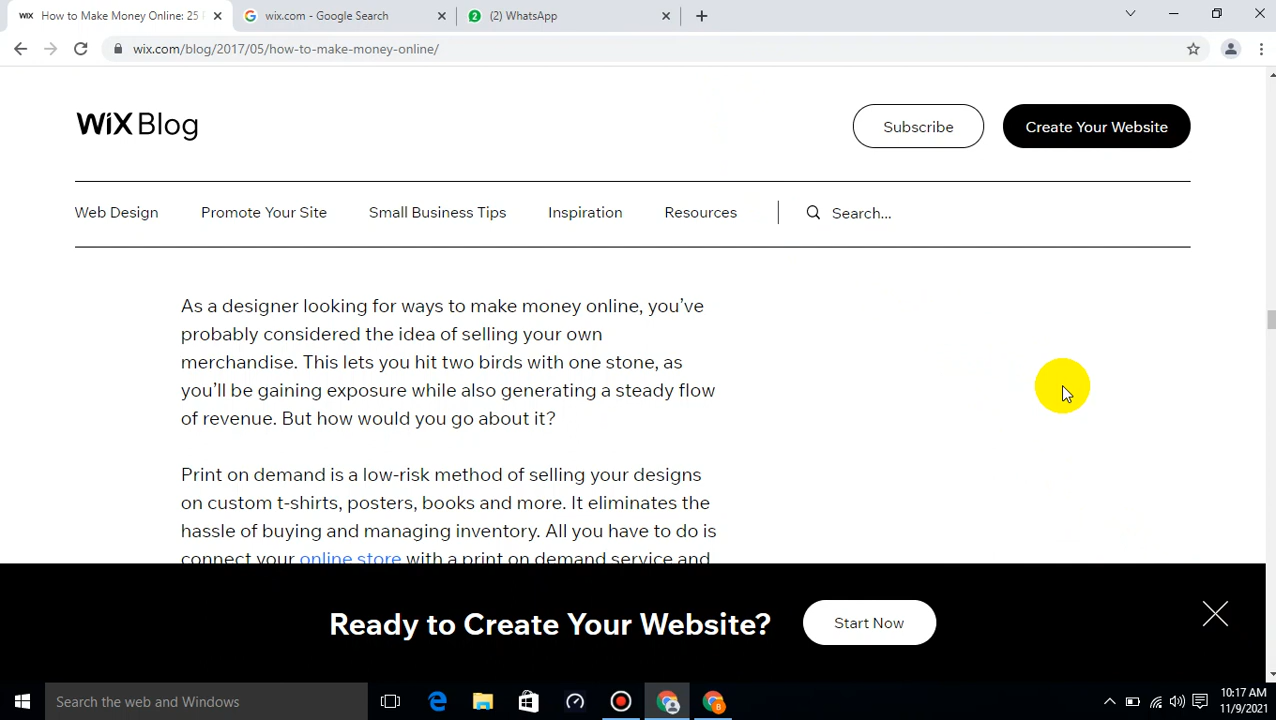 WiX How to Make Money Online: 25
wix.com - Google Search
2 (2) WhatsApp
wix.com/blog/2017/05/how-to-make-money-online/
WiX Blog
Subscribe
Create Your Website
Web Design
Promote Your Site
Small Business Tips
Inspiration
Resources
Search...
As a designer looking for ways to make money online, you’ve
probably considered the idea of selling your own
merchandise. This lets you hit two birds with one stone, as
you’ll be gaining exposure while also generating a steady flow
of revenue. But how would you go about it?
Print on demand is a low-risk method of selling your designs
on custom t-shirts, posters, books and more. It eliminates the
hassle of buying and managing inventory. All you have to do is
connect your online store with a print on demand service and
Ready to Create Your Website?
Start Now
Search the web and Windows
10:17 AM
11/9/2021